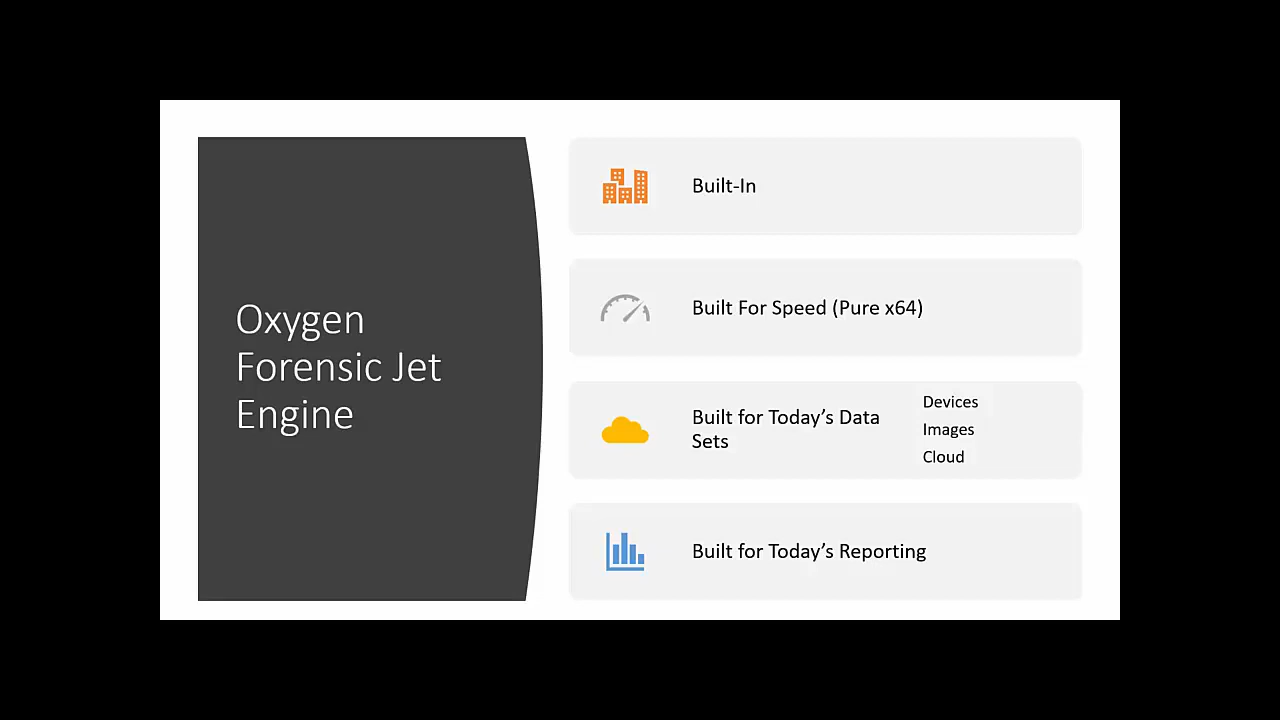 Oxygen
Forensic Jet
Engine
Built-In
Built For Speed (Pure x64)
Built for Today’s Data
Sets
Devices
Images
Cloud
Built for Today’s Reporting